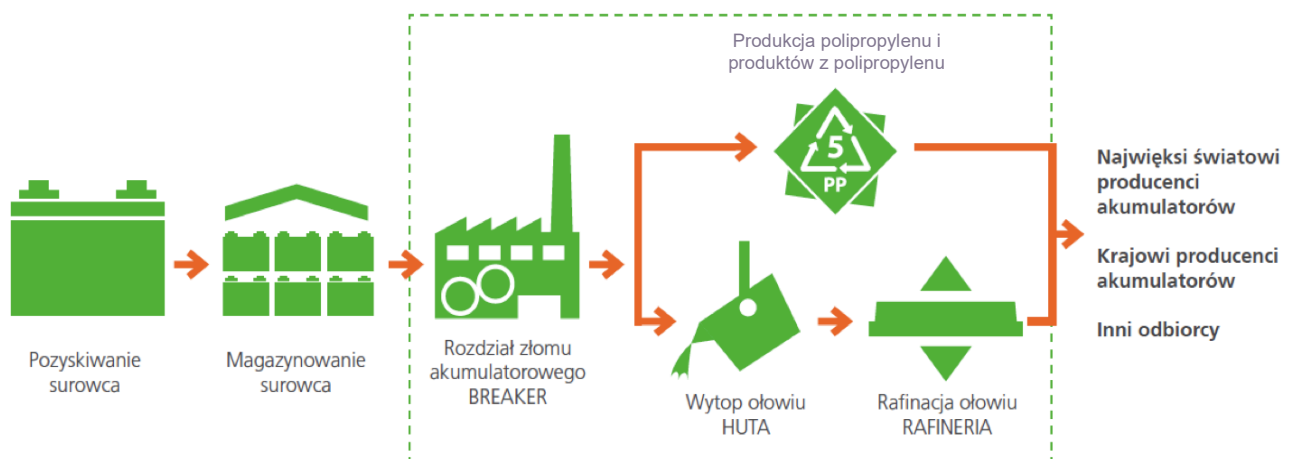 Produkcja polipropylenu i
produktów z polipropylenu
5
PP
Pozyskiwanie
surowca
Magazynowanie
surowca
Rozdział złomu
akumulatorowego
BREAKER
Wytop ołowiu
HUTA
Rafinacja ołowiu
RAFINERIA
Najwięksi światowi
producenci
akumulatorów
Krajowi producenci
akumulatorów
Inni odbiorcy